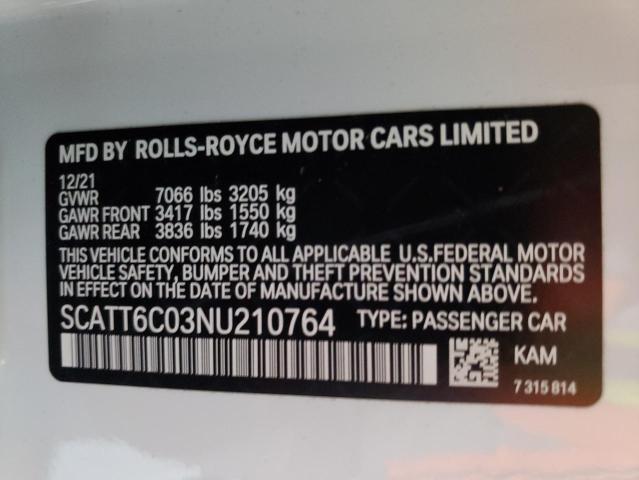 MFD BY ROLLS-ROYCE MOTOR CARS LIMITED
12/21
GVWR 7066 lbs 3205 kg
GAWR FRONT 3417 lbs 1550 kg
GAWR REAR 3836 lbs 1740 kg
THIS VEHICLE CONFORMS TO ALL APPLICABLE U.S.FEDERAL MOTOR
VEHICLE SAFETY, BUMPER AND THEFT PREVENTION STANDARDS
IN EFFECT ON THE DATE OF MANUFACTURE SHOWN ABOVE.
SCATT6C03NU210764 TYPE: PASSENGER CAR
KAM
7 315 814